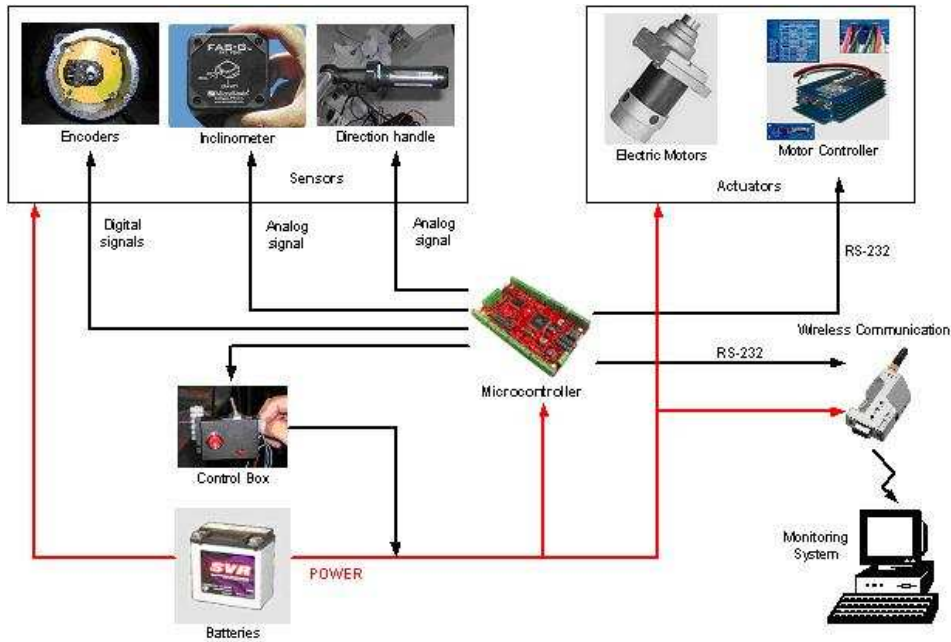 FAS-G
Encoders
Inclinometer
Direction handle
Sensors
Electric Motors
Motor Controller
Actuators
Digital
signals
Analog
signal
Analog
signal
RS-232
Wireless Communication
RS-232
Microcontroller
Control Box
SVR
POWER
Batteries
Monitoring
System